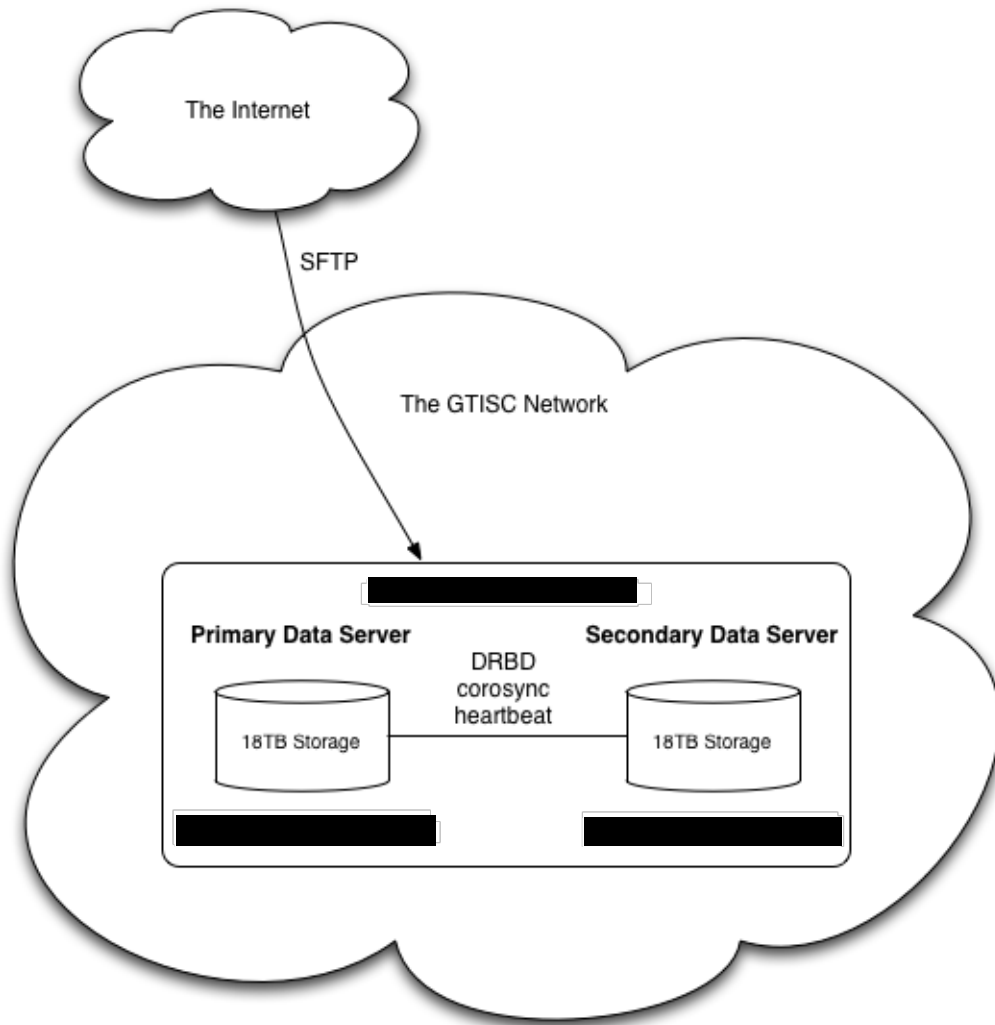 The Internet
SFTP
The GTISC Network
Primary Data Server
Secondary Data Server
DRBD
corosync
heartbeat
18TB Storage
18TB Storage